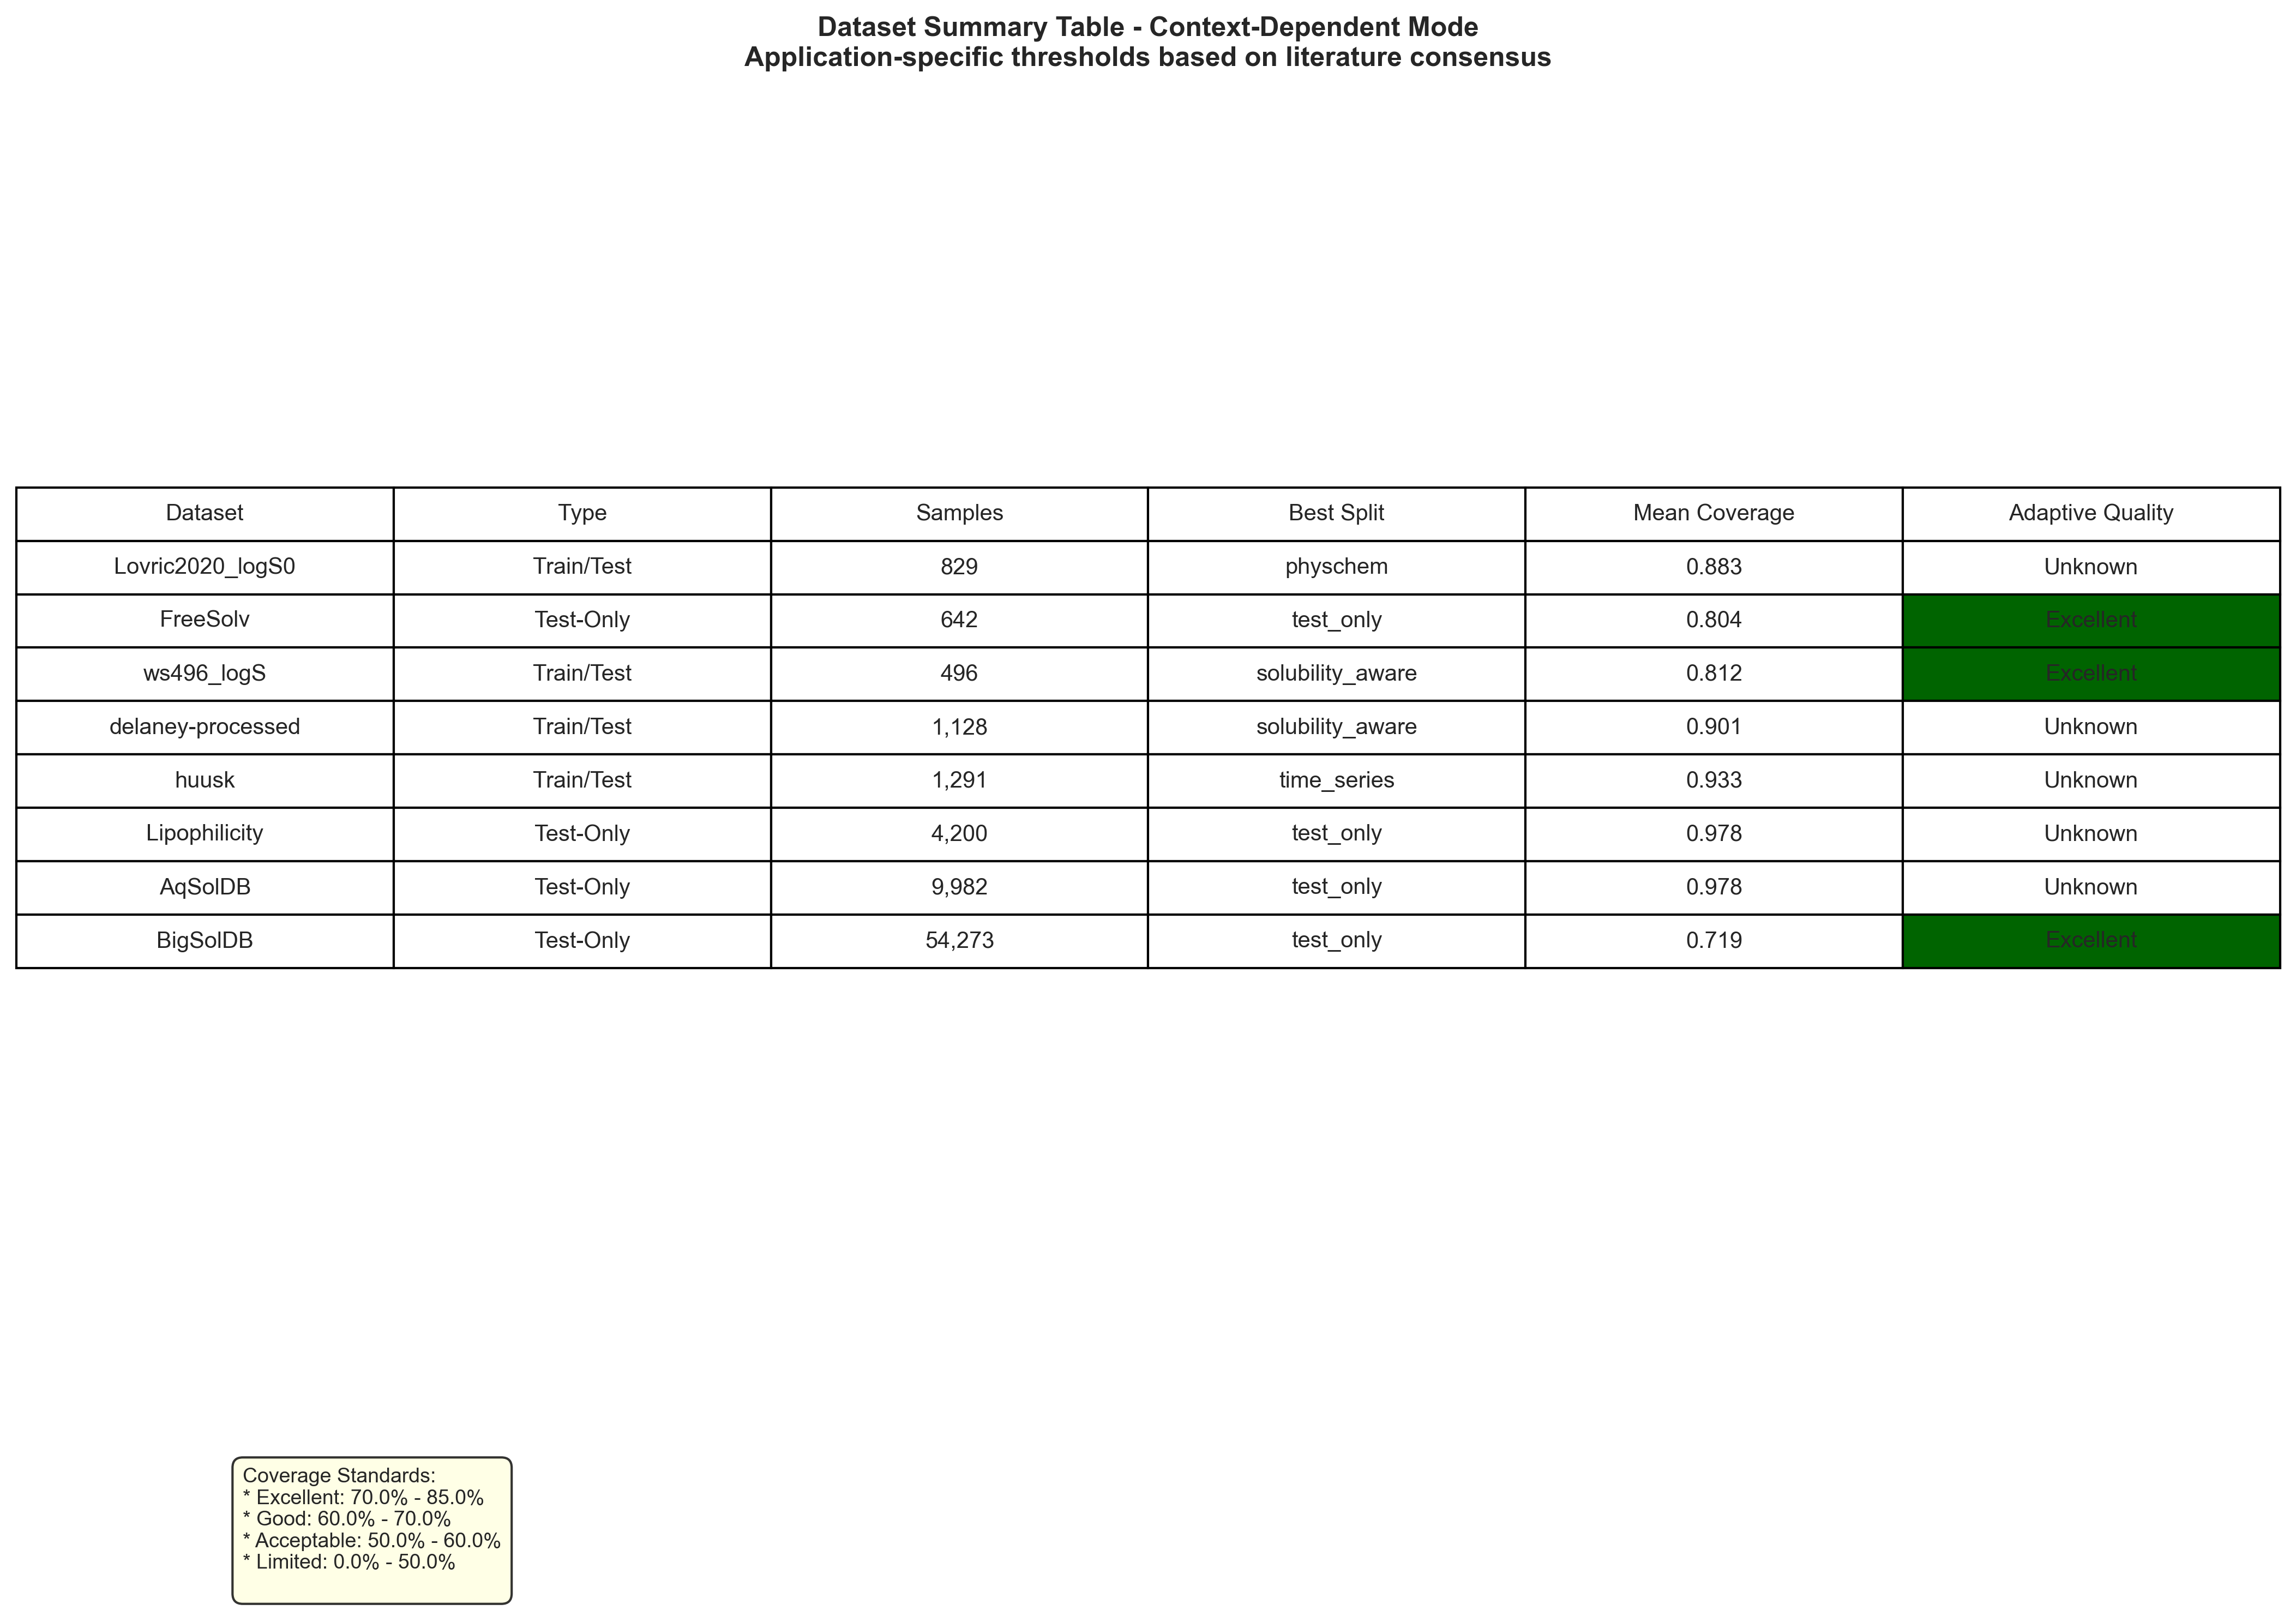 Dataset Summary Table - Context-Dependent Mode
Application-specific thresholds based on literature consensus
Dataset Type Samples Best Split Mean Coverage Adaptive Quality
Lovric2020_logS0 Train/Test 829 physchem 0.883 Unknown
FreeSolv Test-Only 642 test_only 0.804 Excellent
ws496_logS Train/Test 496 solubility_aware 0.812 Excellent
delaney-processed Train/Test 1,128 solubility_aware 0.901 Unknown
huusk Train/Test 1,291 time_series 0.933 Unknown
Lipophilicity Test-Only 4,200 test_only 0.978 Unknown
AqSolDB Test-Only 9,982 test_only 0.978 Unknown
BigSolDB Test-Only 54,273 test_only 0.719 Excellent
Coverage Standards:
* Excellent: 70.0% - 85.0%
* Good: 60.0% - 70.0%
* Acceptable: 50.0% - 60.0%
* Limited: 0.0% - 50.0%